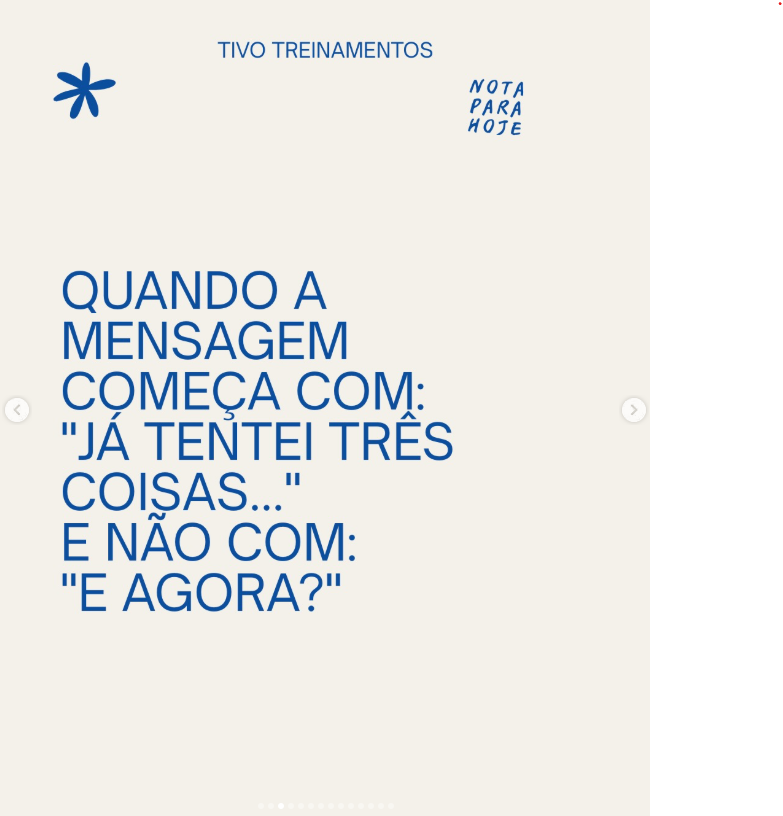 TIVO TREINAMENTOS
NOTA
PARA
HOJE
QUANDO A
MENSAGEM
COMEÇA COM:
"JÁ TENTEI TRÊS
COISAS..."
E NÃO COM:
"E AGORA?"